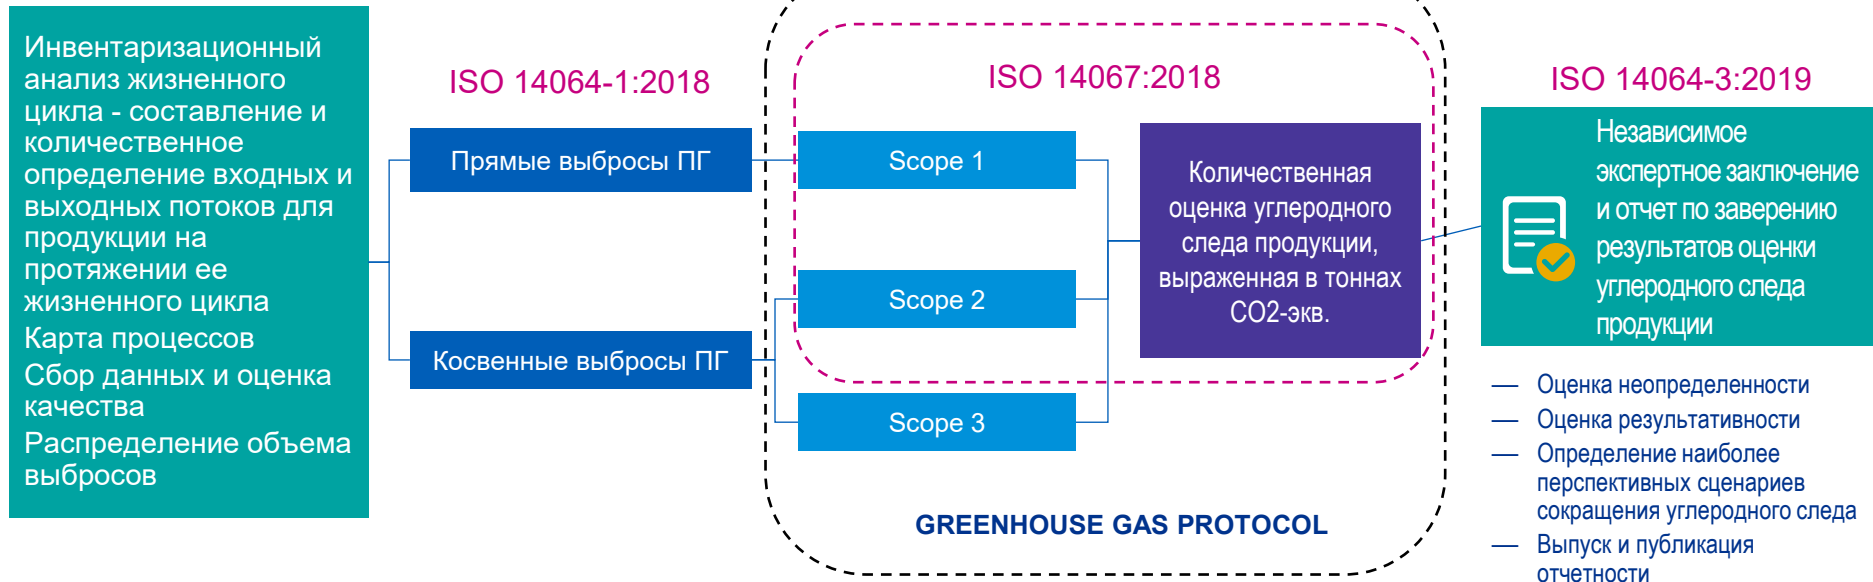 Инвентаризационный
анализ жизненного
цикла - составление и
количественное
определение входных и
выходных потоков для
продукции на
протяжении ее
жизненного цикла
Карта процессов
Сбор данных и оценка
качества
Распределение объема
выбросов
ISO 14064-1:2018
Прямые выбросы ПГ
Косвенные выбросы ПГ
ISO 14067:2018
Scope 1
Scope 2
Scope 3
Количественная
оценка углеродного
следа продукции,
выраженная в тоннах
СО2-экв.
GREENHOUSE GAS PROTOCOL
ISO 14064-3:2019
Независимое
экспертное заключение
и отчет по заверению
результатов оценки
углеродного следа
продукции
— Оценка неопределенности
— Оценка результативности
— Определение наиболее
перспективных сценариев
сокращения углеродного следа
— Выпуск и публикация
отчетности